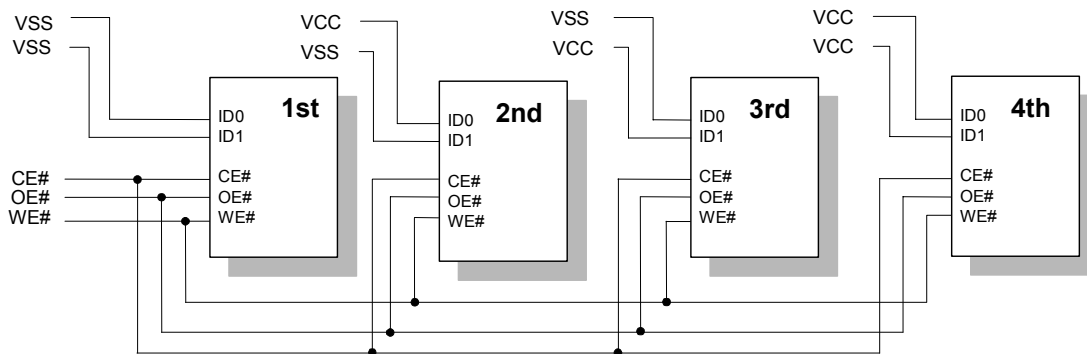 VSS
VSS
VCC
VSS
VSS
VCC
VCC
VCC
1st
ID0
ID1
CE#
OE#
WE#
2nd
ID0
ID1
CE#
OE#
WE#
3rd
ID0
ID1
CE#
OE#
WE#
4th
ID0
ID1
CE#
OE#
WE#
CE#
OE#
WE#